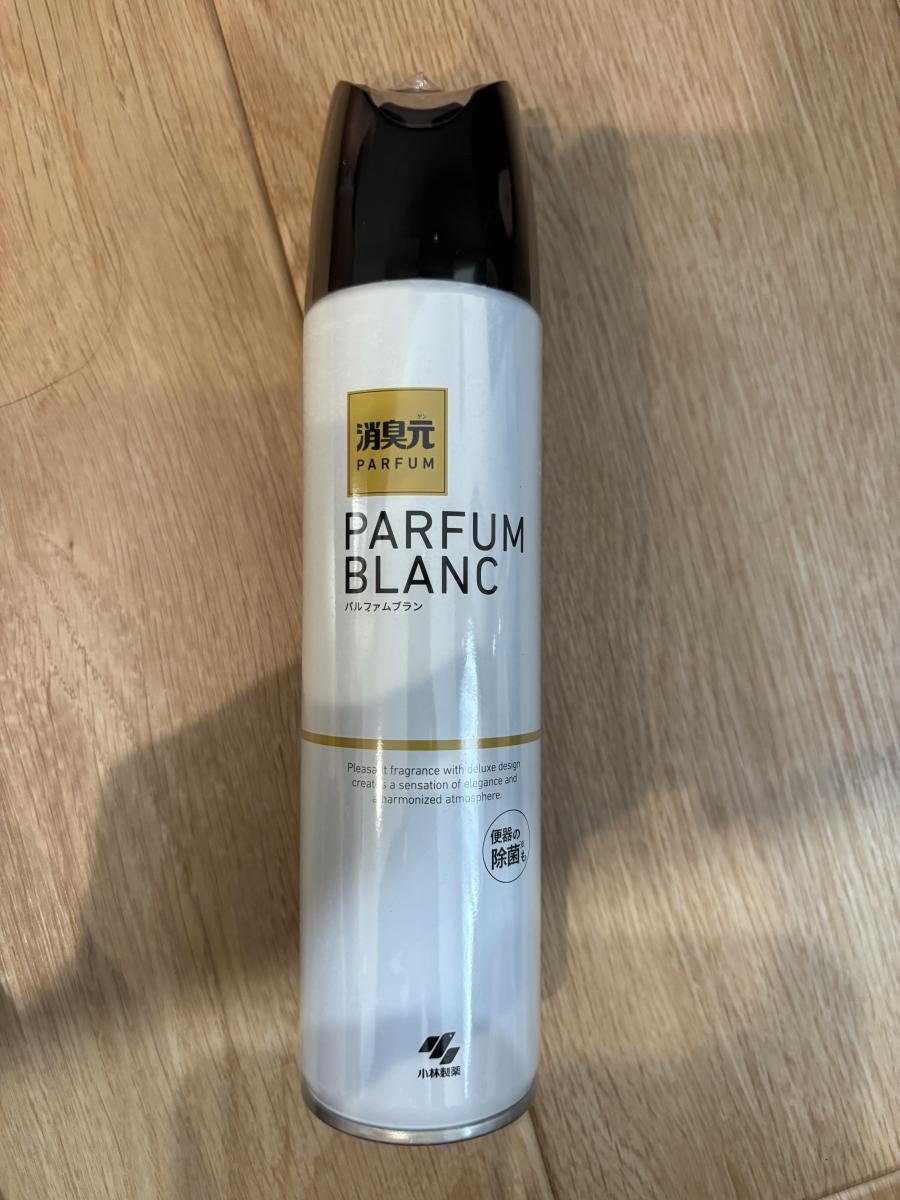 消臭元
ゲン
PARFUM
PARFUM
BLANC
パルファムブラン
Pleasant fragrance with deluxe design
creates a sensation of elegance and
a harmonized atmosphere.
便器の
除菌※も
小林製薬